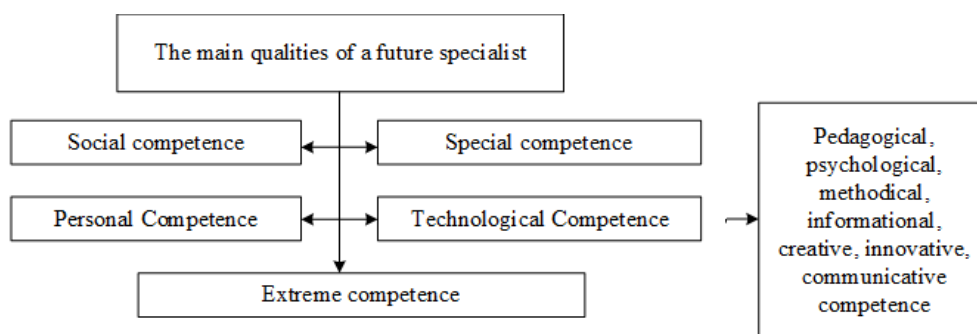 The main qualities of a future specialist
Social competence
Special competence
Personal Competence
Technological Competence
Extreme competence
Pedagogical,
psychological,
methodical,
informational,
creative, innovative,
communicative
competence